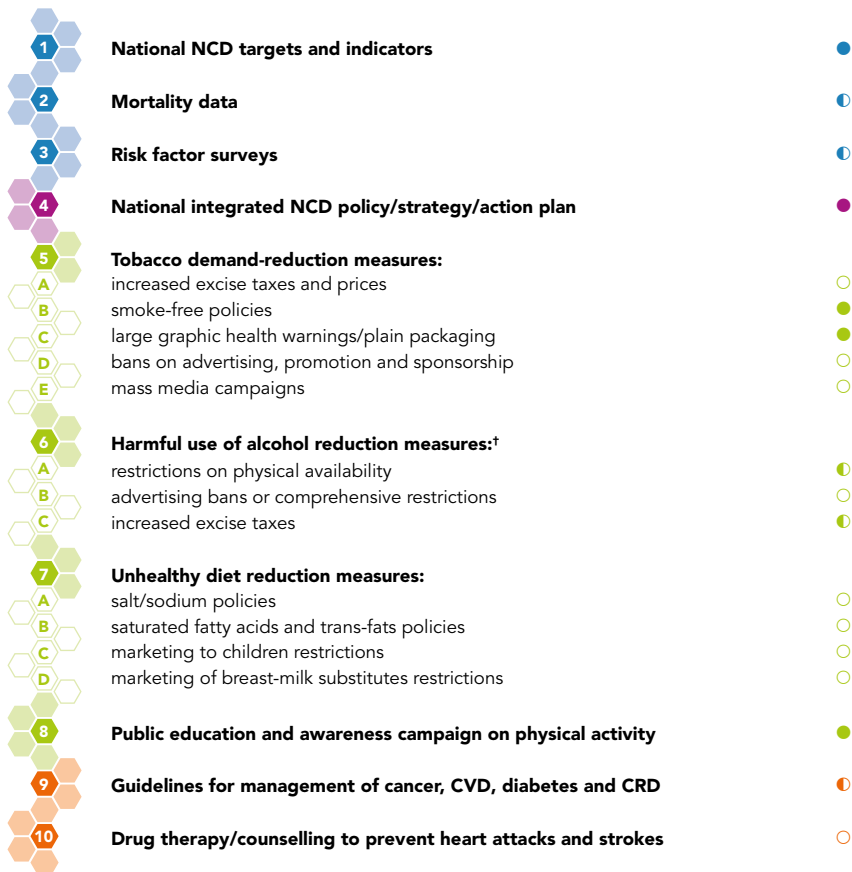 1 National NCD targets and indicators ●
2 Mortality data ◐
3 Risk factor surveys ◐
4 National integrated NCD policy/strategy/action plan ●
5 Tobacco demand-reduction measures:
A increased excise taxes and prices ○
B smoke-free policies ●
C large graphic health warnings/plain packaging ●
D bans on advertising, promotion and sponsorship ○
E mass media campaigns ○
6 Harmful use of alcohol reduction measures:†
A restrictions on physical availability ◐
B advertising bans or comprehensive restrictions ○
C increased excise taxes ◐
7 Unhealthy diet reduction measures:
A salt/sodium policies ○
B saturated fatty acids and trans-fats policies ○
C marketing to children restrictions ○
D marketing of breast-milk substitutes restrictions ○
8 Public education and awareness campaign on physical activity ●
9 Guidelines for management of cancer, CVD, diabetes and CRD ◐
10 Drug therapy/counselling to prevent heart attacks and strokes ○